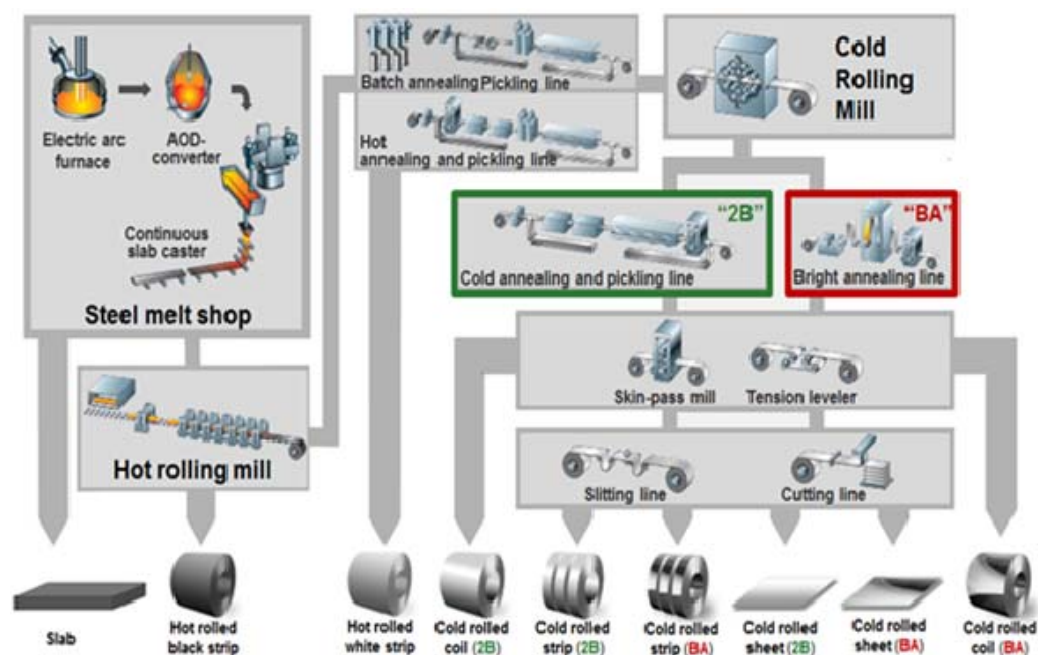 Electric arc
furnace
AOD-
converter
Continuous
slab caster
Steel melt shop
Hot rolling mill
Batch annealing Pickling line
Hot
annealing and pickling line
Cold
Rolling
Mill
"2B"
Cold annealing and pickling line
"BA"
Bright annealing line
Skin-pass mill
Tension leveler
Slitting line
Cutting line
Slab
Hot rolled
black strip
Hot rolled
white strip
Cold rolled
coil (2B)
Cold rolled
strip (2B)
Cold rolled
strip (BA)
Cold rolled
sheet (2B)
Cold rolled
sheet (BA)
Cold rolled
coil (BA)